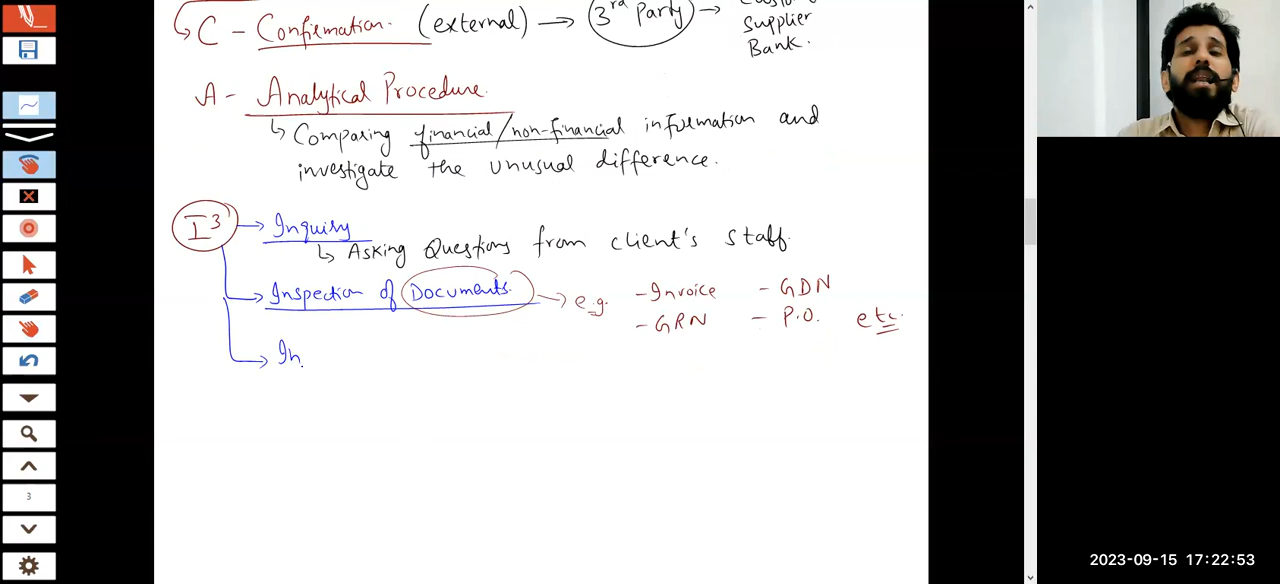 C - Confirmation. (external) → 3rd Party →
Supplier
Bank.
A - Analytical Procedure.
↳ Comparing financial/non-financial information and
investigate the unusual difference.
I³ → Inquiry
↳ Asking Questions from client's staff.
→ Inspection of Documents. → e.g. - Invoice - GDN
- GRN - P.O. etc.
→ In
3
2023-09-15 17:22:53